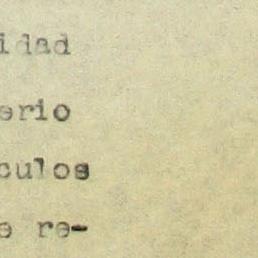 idad
erio
culos
e re-